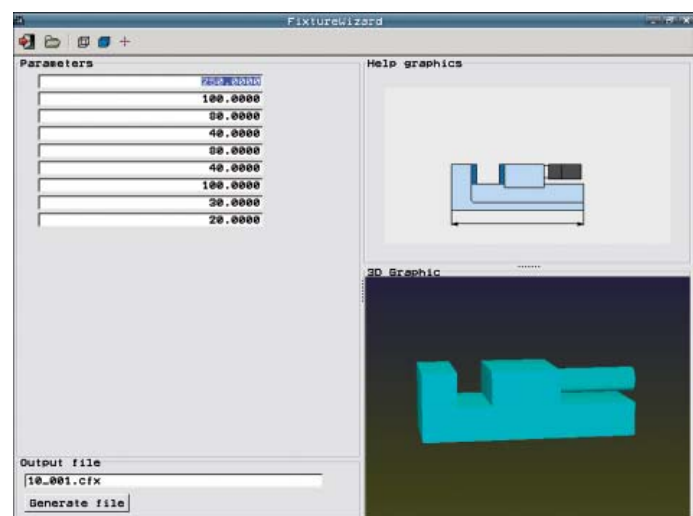 FixtureWizard
Parameters
250.0000
100.0000
80.0000
40.0000
80.0000
40.0000
100.0000
30.0000
20.0000
Help graphics
3D Graphic
Output file
10_001.cfx
Generate file